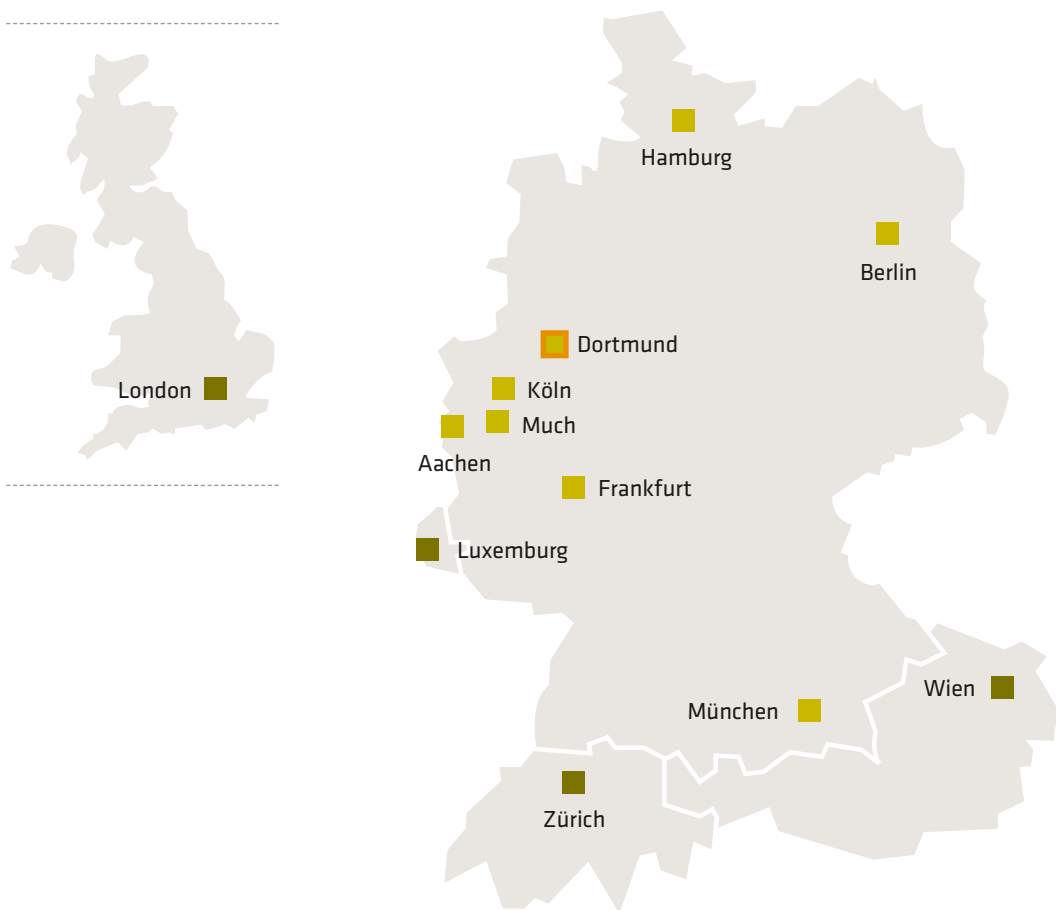 Hamburg
Berlin
Dortmund
Köln
London
Much
Aachen
Frankfurt
Luxemburg
Wien
München
Zürich